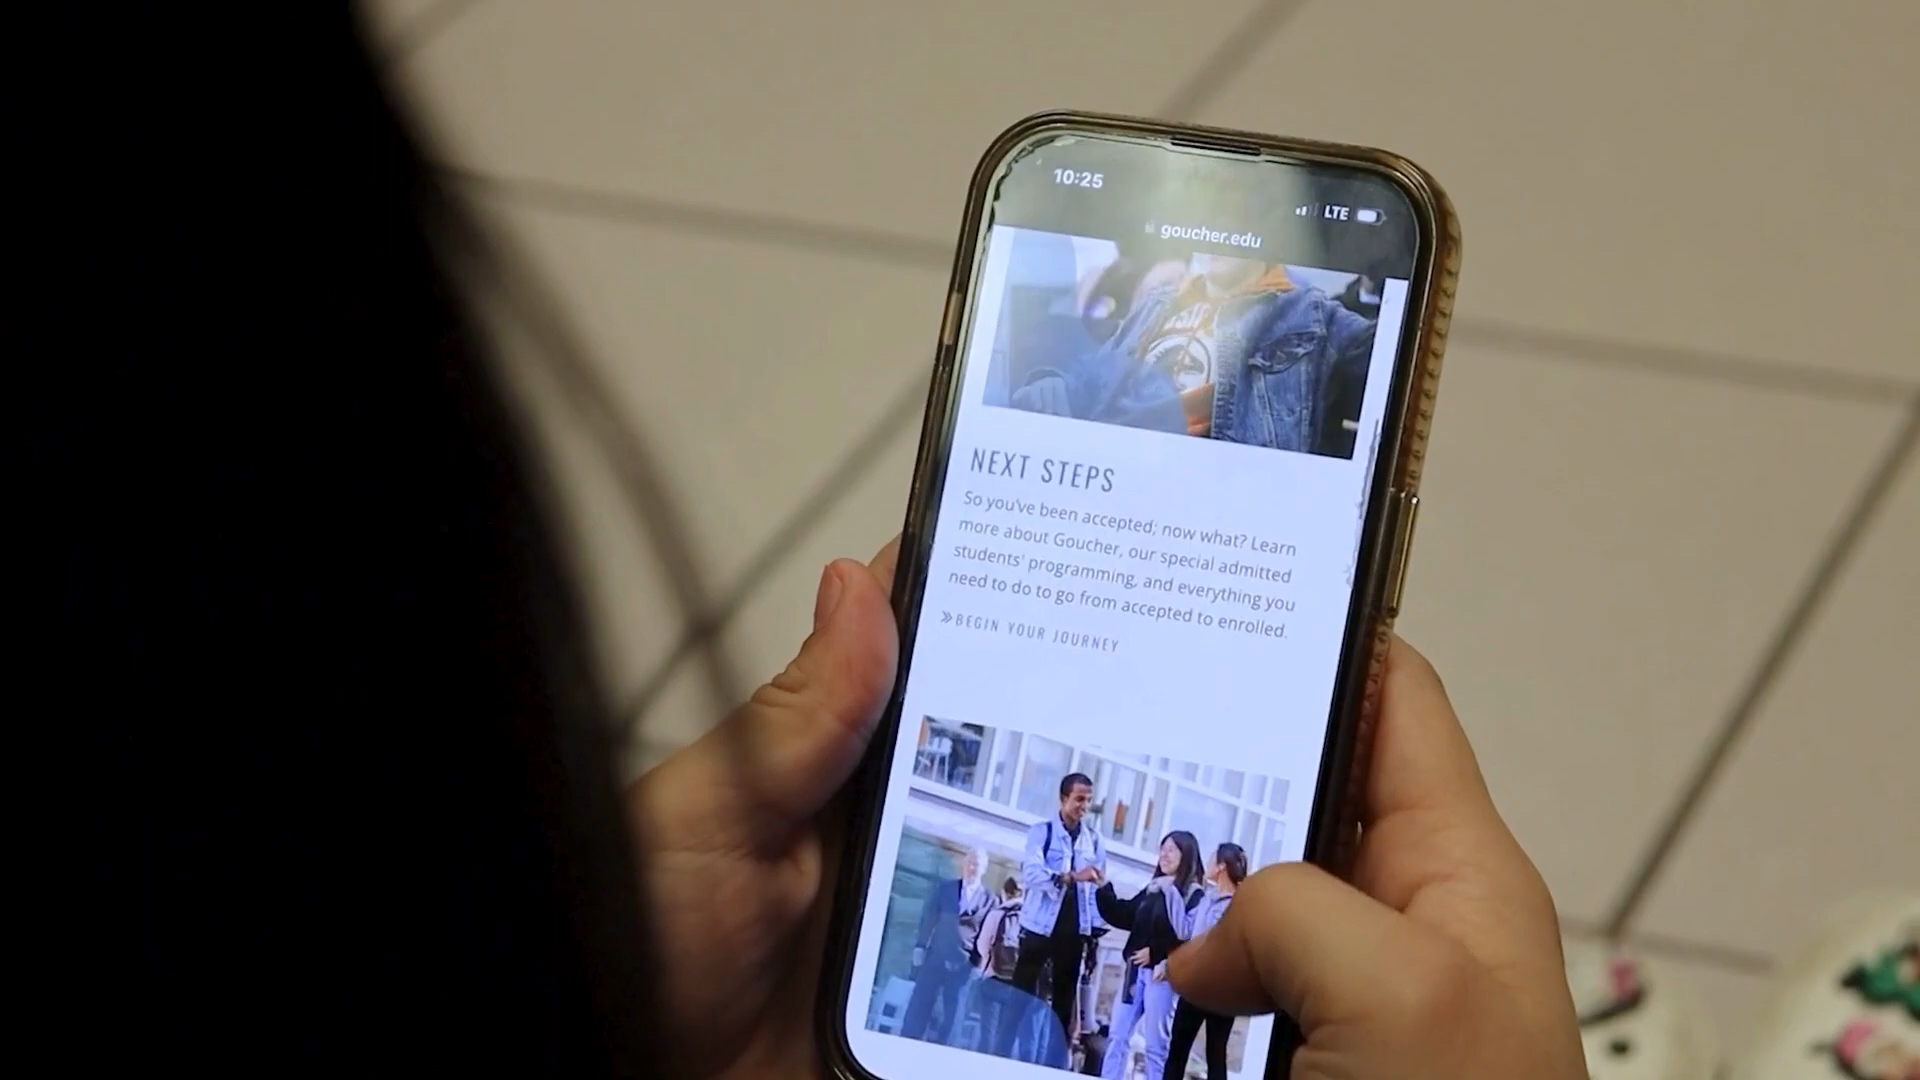 10:25
LTE
goucher.edu
NEXT STEPS
So you've been accepted; now what? Learn
more about Goucher, our special admitted
students' programming, and everything you
need to do to go from accepted to enrolled.
»BEGIN YOUR JOURNEY